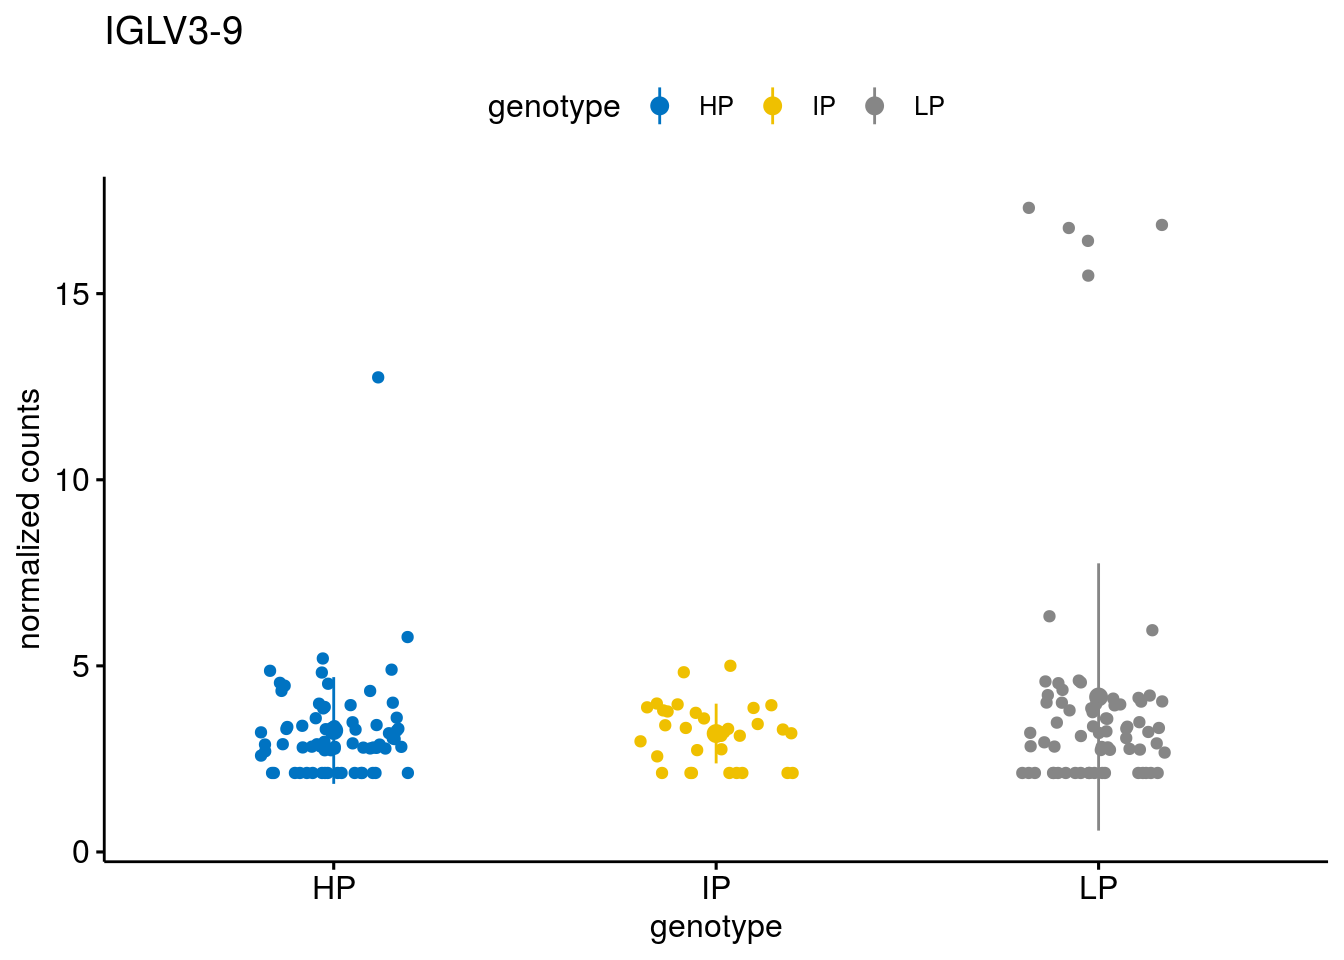 IGLV3-9
genotype HP IP LP
normalized counts
15
10
5
0
HP IP LP
genotype